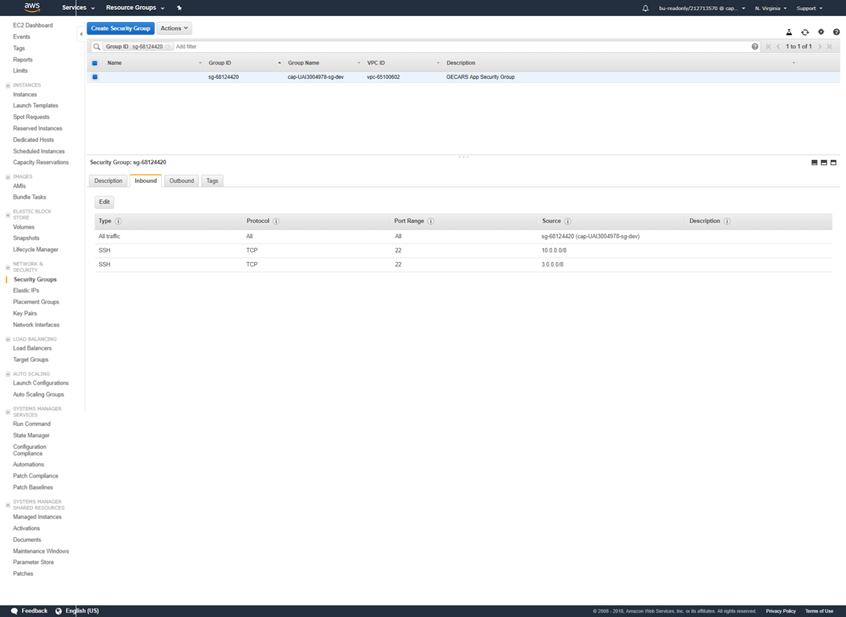 aws Services Resource Groups bu-readonly/212713570 @ cap... N. Virginia Support
EC2 Dashboard
Events
Tags
Reports
Limits
INSTANCES
Instances
Launch Templates
Spot Requests
Reserved Instances
Dedicated Hosts
Scheduled Instances
Capacity Reservations
IMAGES
AMIs
Bundle Tasks
ELASTIC BLOCK
STORE
Volumes
Snapshots
Lifecycle Manager
NETWORK &
SECURITY
Security Groups
Elastic IPs
Placement Groups
Key Pairs
Network Interfaces
LOAD BALANCING
Load Balancers
Target Groups
AUTO SCALING
Launch Configurations
Auto Scaling Groups
SYSTEMS MANAGER
SERVICES
Run Command
State Manager
Configuration
Compliance
Automations
Patch Compliance
Patch Baselines
SYSTEMS MANAGER
SHARED RESOURCES
Managed Instances
Activations
Documents
Maintenance Windows
Parameter Store
Patches
Create Security Group Actions
Group ID : sg-68124420 Add filter 1 to 1 of 1
Name Group ID Group Name VPC ID Description
sg-68124420 cap-UAI3004978-sg-dev vpc-65100602 GECARS App Security Group
Security Group: sg-68124420
Description Inbound Outbound Tags
Edit
Type Protocol Port Range Source Description
All traffic All All sg-68124420 (cap-UAI3004978-sg-dev)
SSH TCP 22 10.0.0.0/8
SSH TCP 22 3.0.0.0/8
Feedback English (US) © 2008 - 2018, Amazon Web Services, Inc. or its affiliates. All rights reserved. Privacy Policy Terms of Use